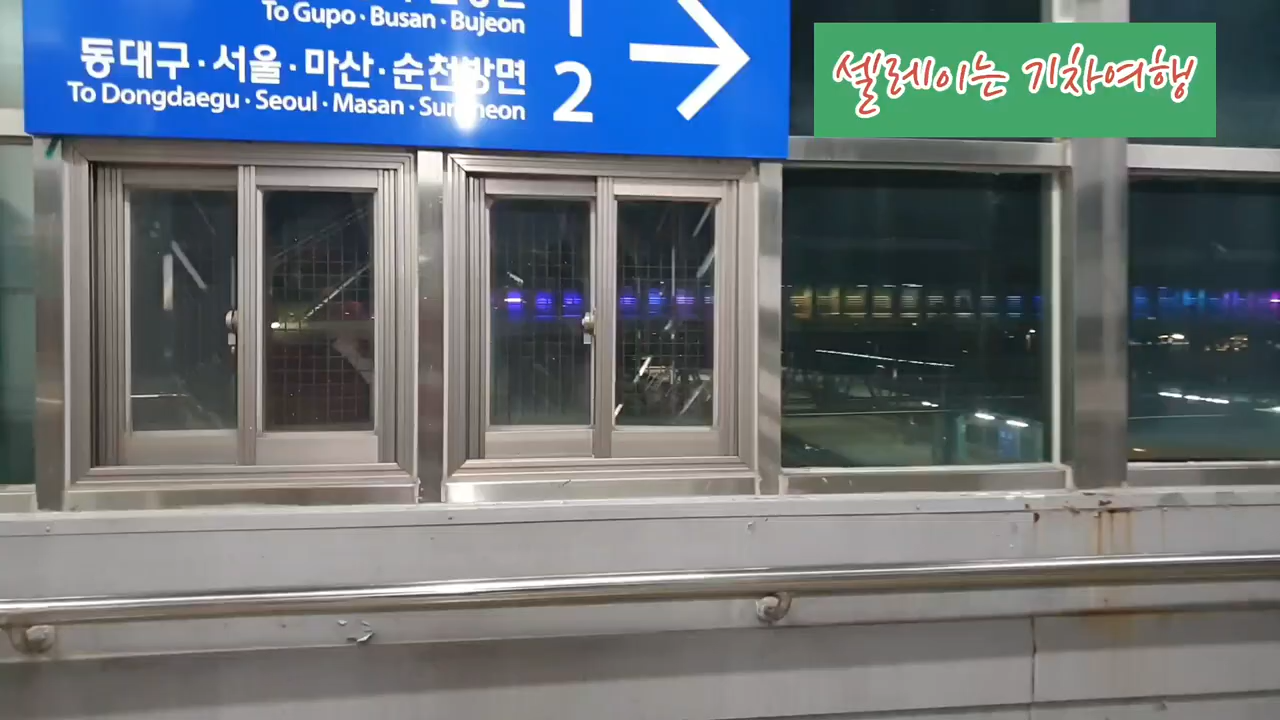 To Gupo · Busan · Bujeon
1
동대구 · 서울 · 마산 · 순천방면
To Dongdaegu · Seoul · Masan · Suncheon
2
셀레이는 기차여행